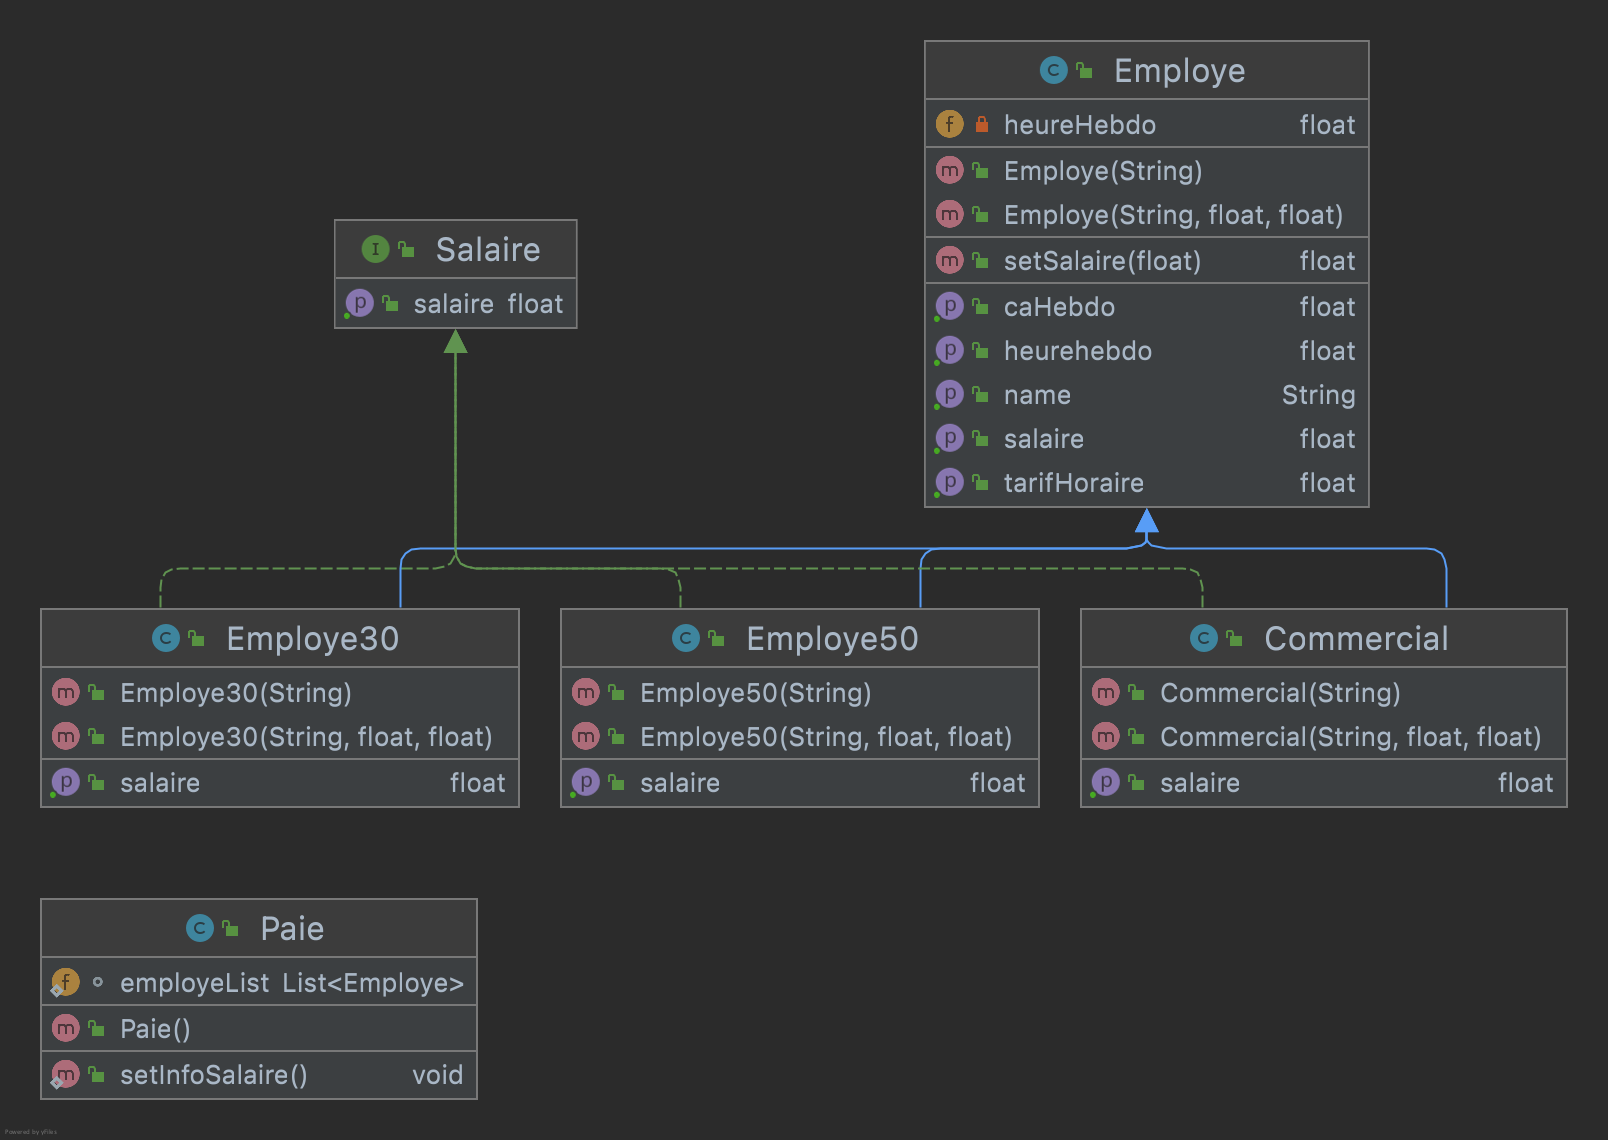 Employe
heureHebdo float
Employe(String)
Employe(String, float, float)
setSalaire(float) float
caHebdo float
heurehebdo float
name String
salaire float
tarifHoraire float
Salaire
salaire float
Employe30
Employe30(String)
Employe30(String, float, float)
salaire float
Employe50
Employe50(String)
Employe50(String, float, float)
salaire float
Commercial
Commercial(String)
Commercial(String, float, float)
salaire float
Paie
employeList List<Employe>
Paie()
setInfoSalaire() void
Powered by yFiles